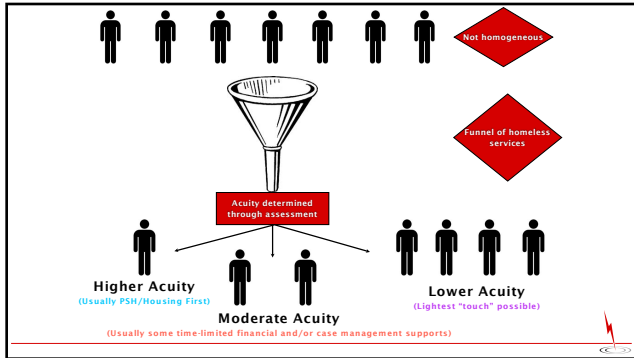 Not homogeneous
Funnel of homeless
services
Acuity determined
through assessment
Higher Acuity
(Usually PSH/Housing First)
Moderate Acuity
(Usually some time-limited financial and/or case management supports)
Lower Acuity
(Lightest “touch” possible)